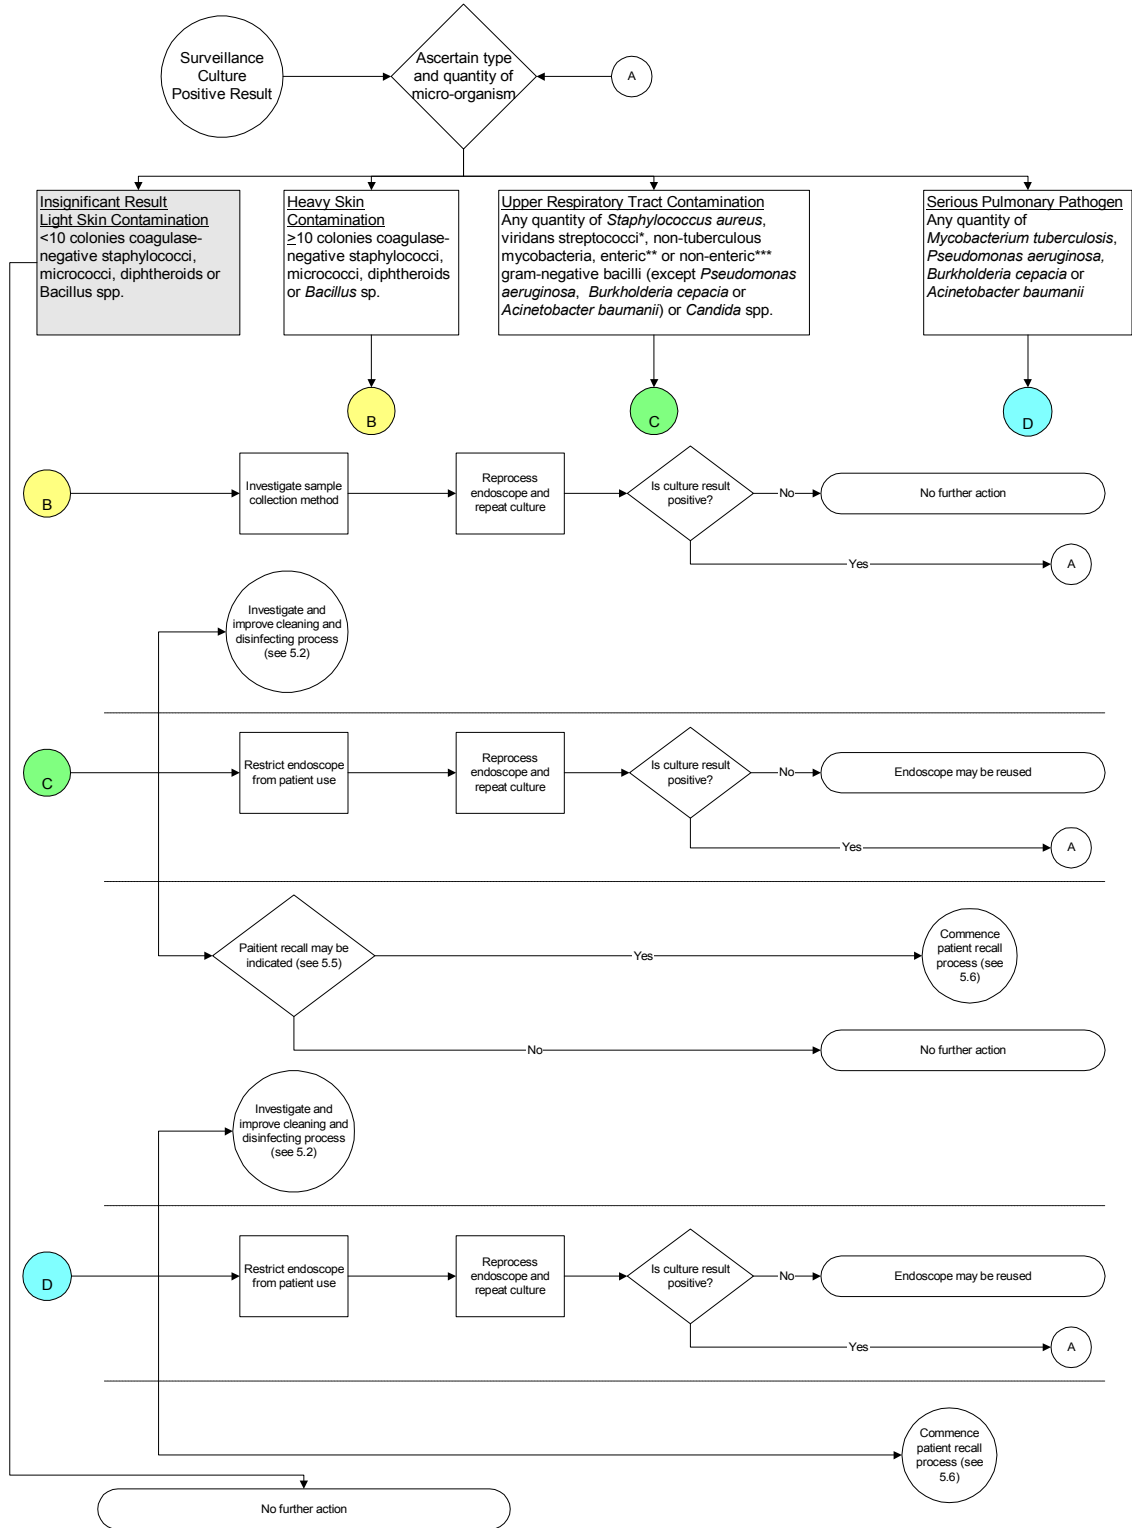 Surveillance
Culture
Positive Result
Ascertain type
and quantity of
micro-organism
A
Insignificant Result
Light Skin Contamination
<10 colonies coagulase-
negative staphylococci,
micrococci, diphtheroids or
Bacillus spp.
Heavy Skin
Contamination
>10 colonies coagulase-
negative staphylococci,
micrococci, diphtheroids
or Bacillus sp.
Upper Respiratory Tract Contamination
Any quantity of Staphylococcus aureus,
viridans streptococci*, non-tuberculous
mycobacteria, enteric** or non-enteric***
gram-negative bacilli (except Pseudomonas
aeruginosa, Burkholderia cepacia or
Acinetobacter baumanii) or Candida spp.
Serious Pulmonary Pathogen
Any quantity of
Mycobacterium tuberculosis,
Pseudomonas aeruginosa,
Burkholderia cepacia or
Acinetobacter baumanii
B
C
D
B
Investigate sample
collection method
Reprocess
endoscope and
repeat culture
Is culture result
positive?
No
No further action
Yes
A
Investigate and
improve cleaning and
disinfecting process
(see 5.2)
C
Restrict endoscope
from patient use
Reprocess
endoscope and
repeat culture
Is culture result
positive?
No
Endoscope may be reused
Yes
A
Paitient recall may be
indicated (see 5.5)
Yes
Commence
patient recall
process (see
5.6)
No
No further action
Investigate and
improve cleaning and
disinfecting process
(see 5.2)
D
Restrict endoscope
from patient use
Reprocess
endoscope and
repeat culture
Is culture result
positive?
No
Endoscope may be reused
Yes
A
Commence
patient recall
process (see
5.6)
No further action